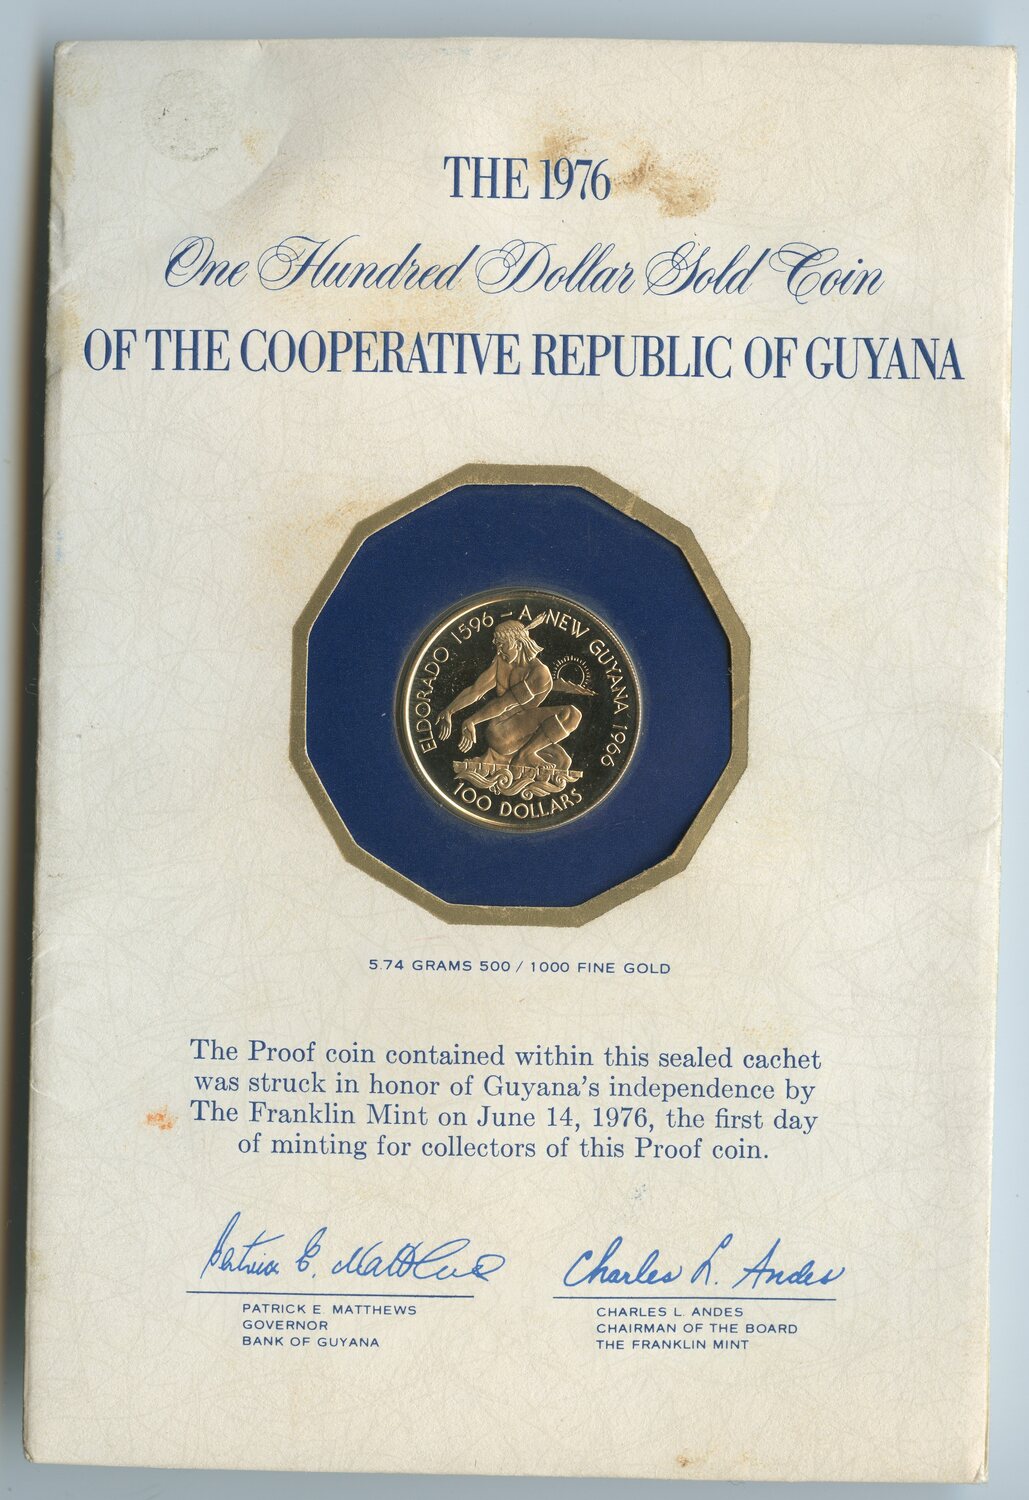 THE 1976
One Hundred Dollar Gold Coin
OF THE COOPERATIVE REPUBLIC OF GUYANA
ELDORADO 1596 – A NEW GUYANA 1966
100 DOLLARS
5.74 GRAMS 500 / 1000 FINE GOLD
The Proof coin contained within this sealed cachet
was struck in honor of Guyana's independence by
The Franklin Mint on June 14, 1976, the first day
of minting for collectors of this Proof coin.
Patrick E. Matthews
Charles L. Andes
PATRICK E. MATTHEWS
GOVERNOR
BANK OF GUYANA
CHARLES L. ANDES
CHAIRMAN OF THE BOARD
THE FRANKLIN MINT